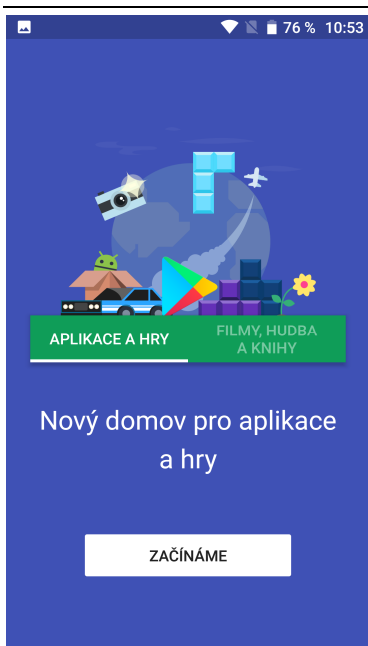 76 % 10:53
APLIKACE A HRY
FILMY, HUDBA
A KNIHY
Nový domov pro aplikace
a hry
ZAČÍNÁME